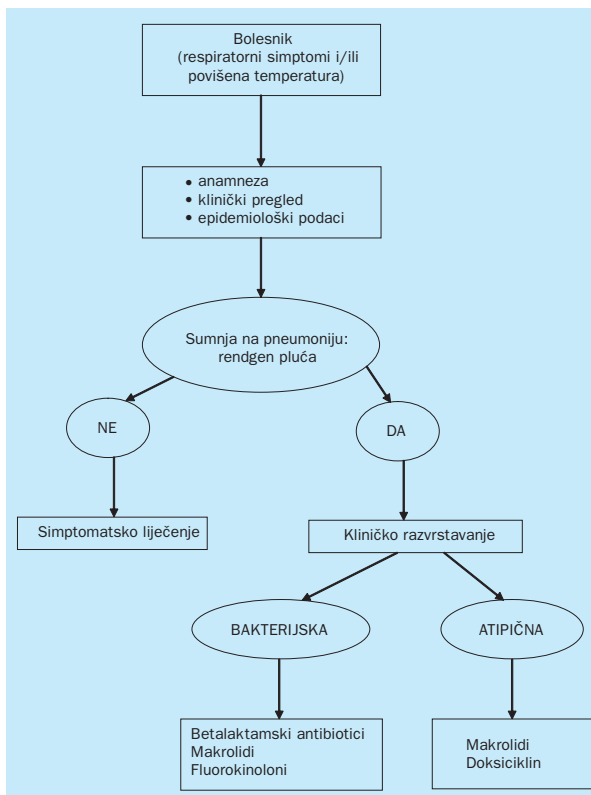 Bolesnik
(respiratorni simptomi i/ili
povišena temperatura)
• anamneza
• klinički pregled
• epidemiološki podaci
Sumnja na pneumoniju:
rendgen pluća
NE
DA
Simptomatsko liječenje
Kliničko razvrstavanje
BAKTERIJSKA
ATIPIČNA
Betalaktamski antibiotici
Makrolidi
Fluorokinoloni
Makrolidi
Doksiciklin